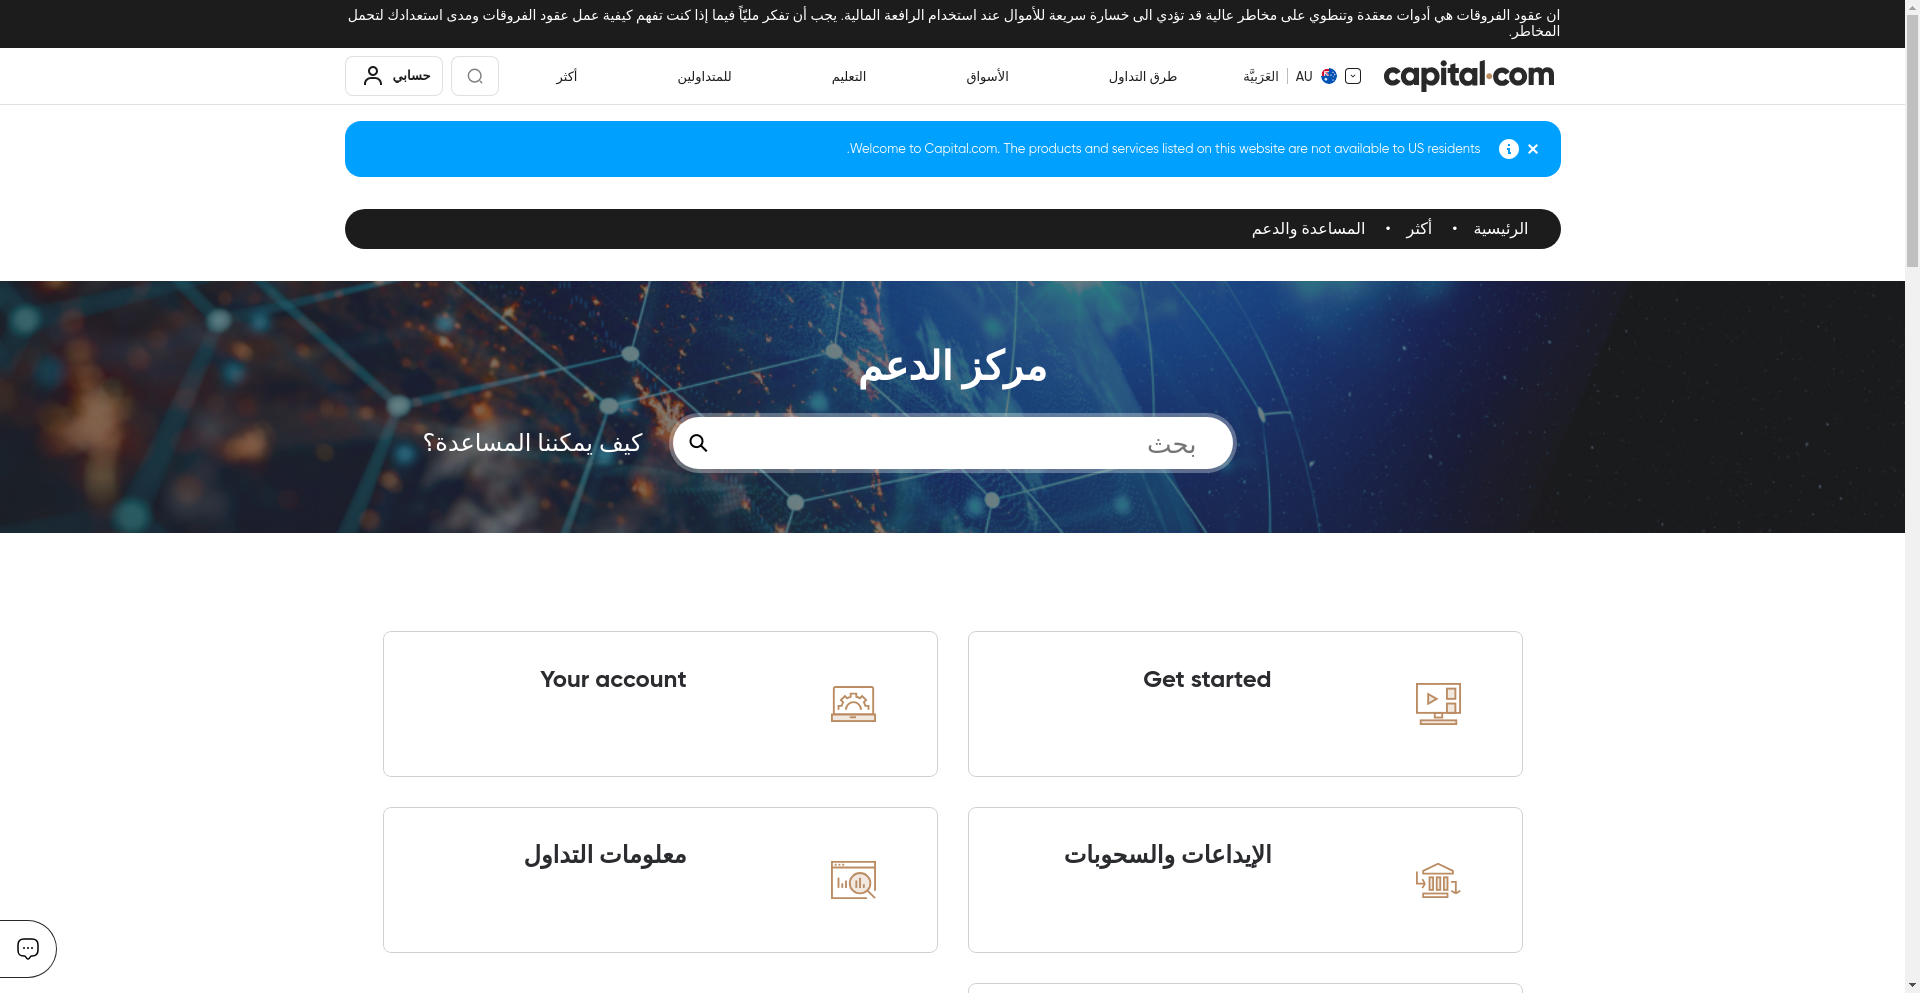 ان عقود الفروقات هي أدوات معقدة وتنطوي على مخاطر عالية قد تؤدي الى خسارة سريعة للأموال عند استخدام الرافعة المالية. يجب أن تفكر مليّاً فيما إذا كنت تفهم كيفية عمل عقود الفروقات ومدى استعدادك لتحمل
المخاطر.
capital.com
AU العَرَبيَّة
طرق التداول
الأسواق
التعليم
للمتداولين
أكثر
حسابي
Welcome to Capital.com. The products and services listed on this website are not available to US residents.
الرئيسية • أكثر • المساعدة والدعم
مركز الدعم
بحث
كيف يمكننا المساعدة؟
Get started
Your account
الإيداعات والسحوبات
معلومات التداول